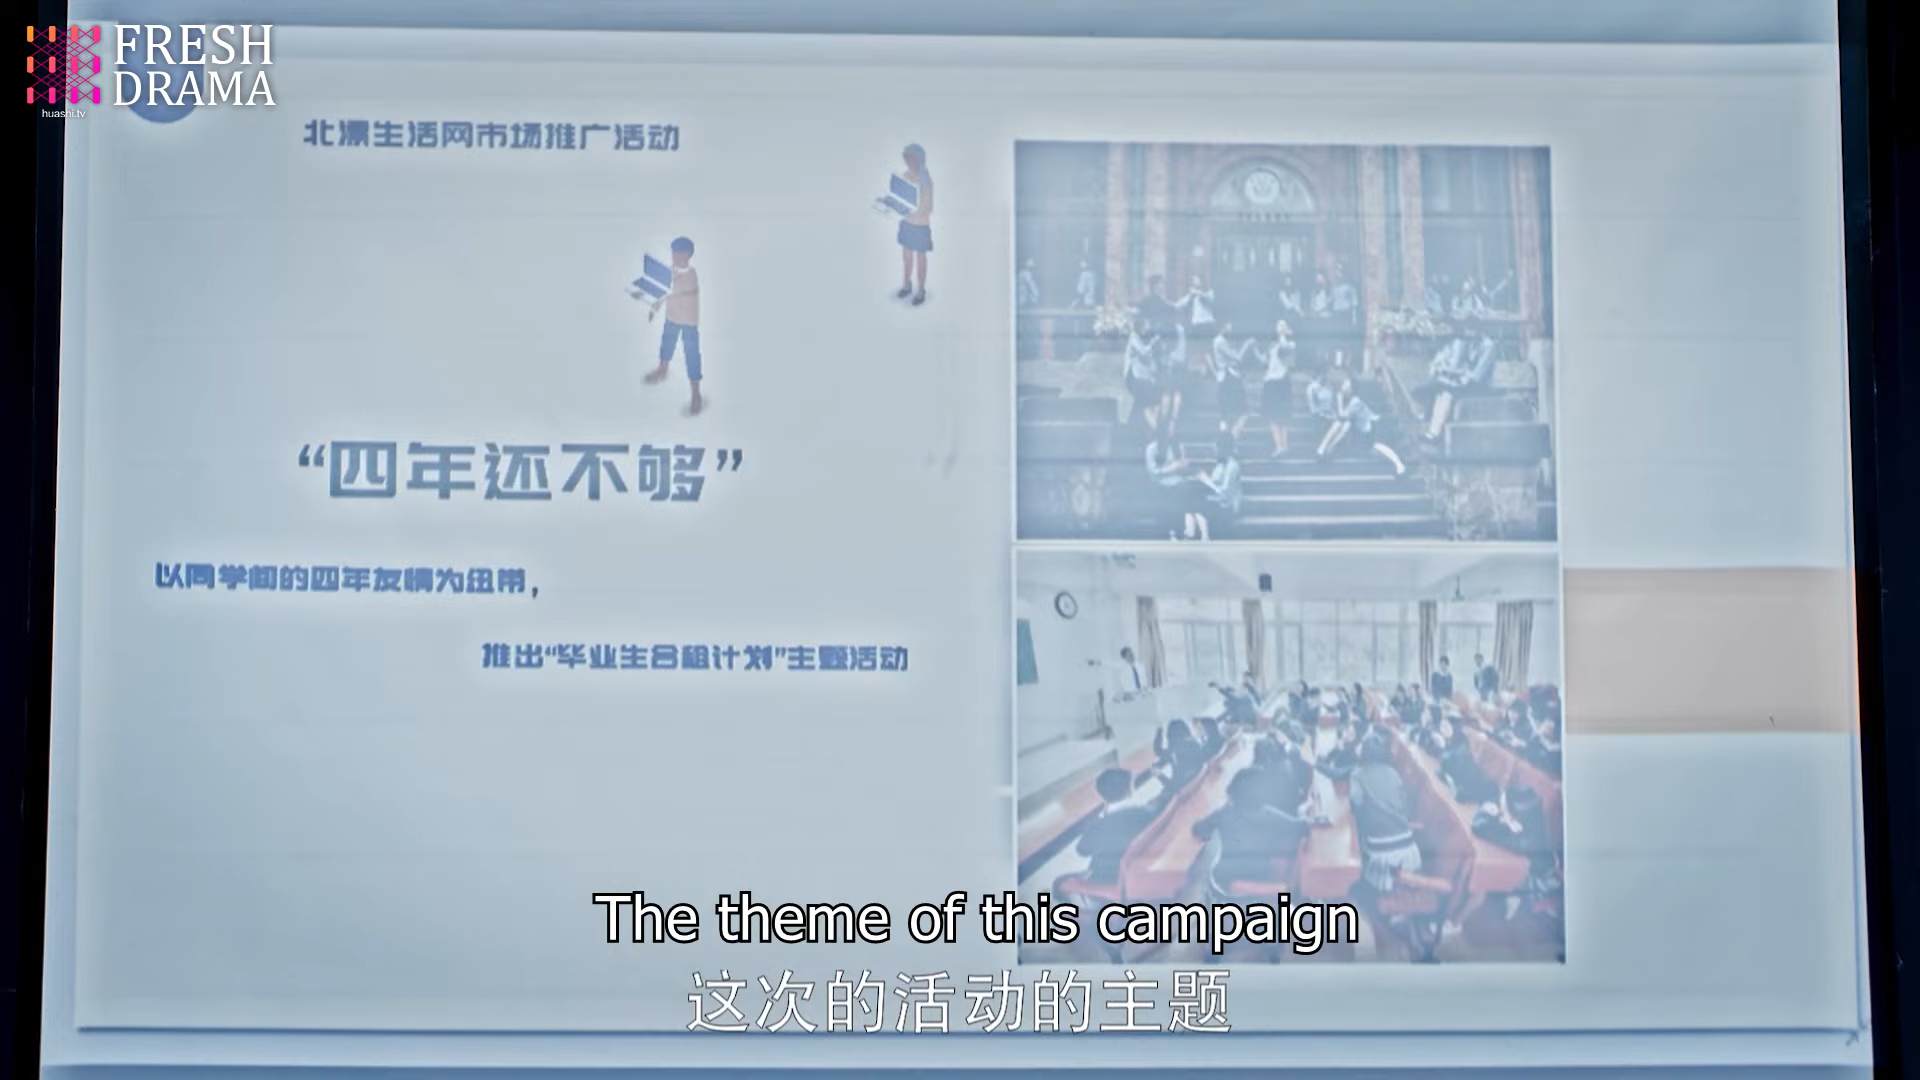 FRESH
DRAMA
huashi.tv
北漂生活网市场推广活动
“四年还不够”
以同学间的四年友情为纽带，
推出“毕业生合租计划”主题活动
The theme of this campaign
这次的活动的主题